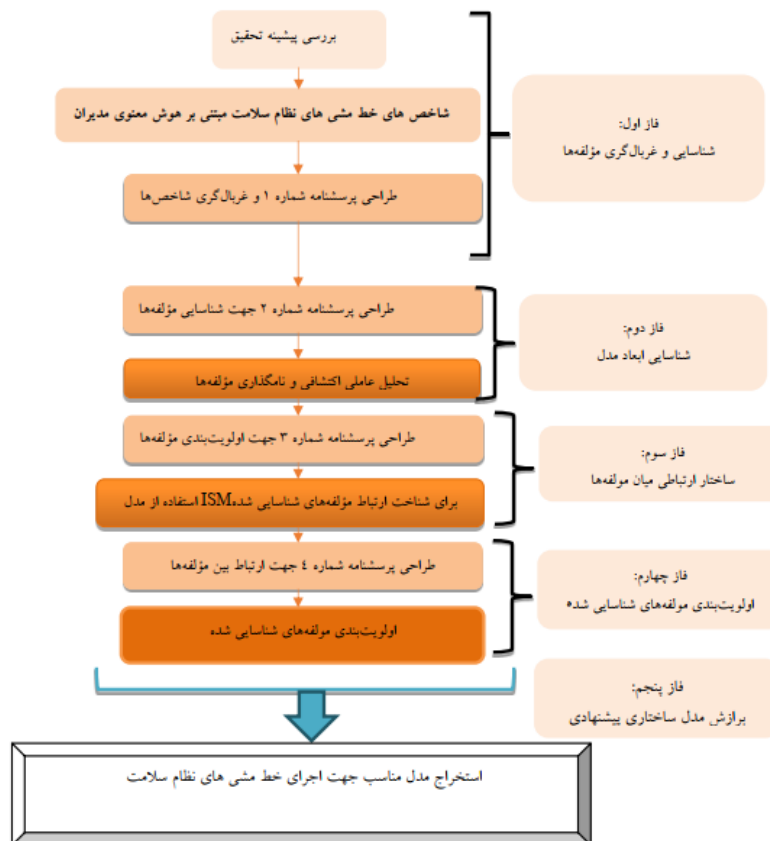 بررسی پیشینه تحقیق
شاخص های خط مشی های نظام سلامت مبتنی بر هوش معنوی مدیران
طراحی پرسشنامه شماره ۱ و غربال‌گری شاخص‌ها
فاز اول:
شناسایی و غربال‌گری مؤلفه‌ها
طراحی پرسشنامه شماره ۲ جهت شناسایی مؤلفه‌ها
تحلیل عاملی اکتشافی و نامگذاری مؤلفه‌ها
فاز دوم:
شناسایی ابعاد مدل
طراحی پرسشنامه شماره ۳ جهت اولویت‌بندی مؤلفه‌ها
برای شناخت ارتباط مؤلفه‌های شناسایی شدهISM استفاده از مدل
فاز سوم:
ساختار ارتباطی میان مولفه‌ها
طراحی پرسشنامه شماره ٤ جهت ارتباط بین مؤلفه‌ها
اولویت‌بندی مولفه‌های شناسایی شده
فاز چهارم:
اولویت‌بندی مولفه‌های شناسایی شده
فاز پنجم:
برازش مدل ساختاری پیشنهادی
استخراج مدل مناسب جهت اجرای خط مشی های نظام سلامت